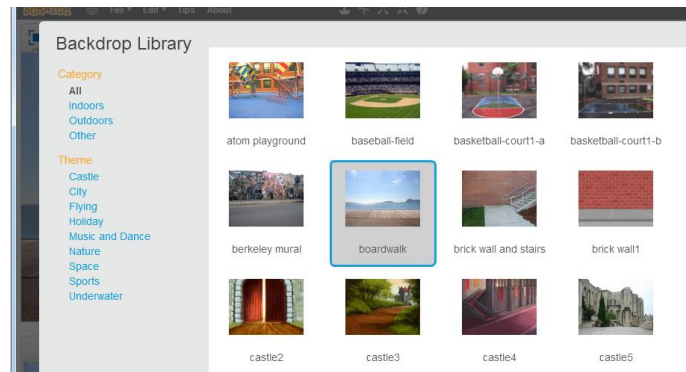 SCRATCH File Edit Tips About
Backdrop Library
Category
All
Indoors
Outdoors
Other
Theme
Castle
City
Flying
Holiday
Music and Dance
Nature
Space
Sports
Underwater
atom playground baseball-field basketball-court1-a basketball-court1-b
berkeley mural boardwalk brick wall and stairs brick wall1
castle2 castle3 castle4 castle5